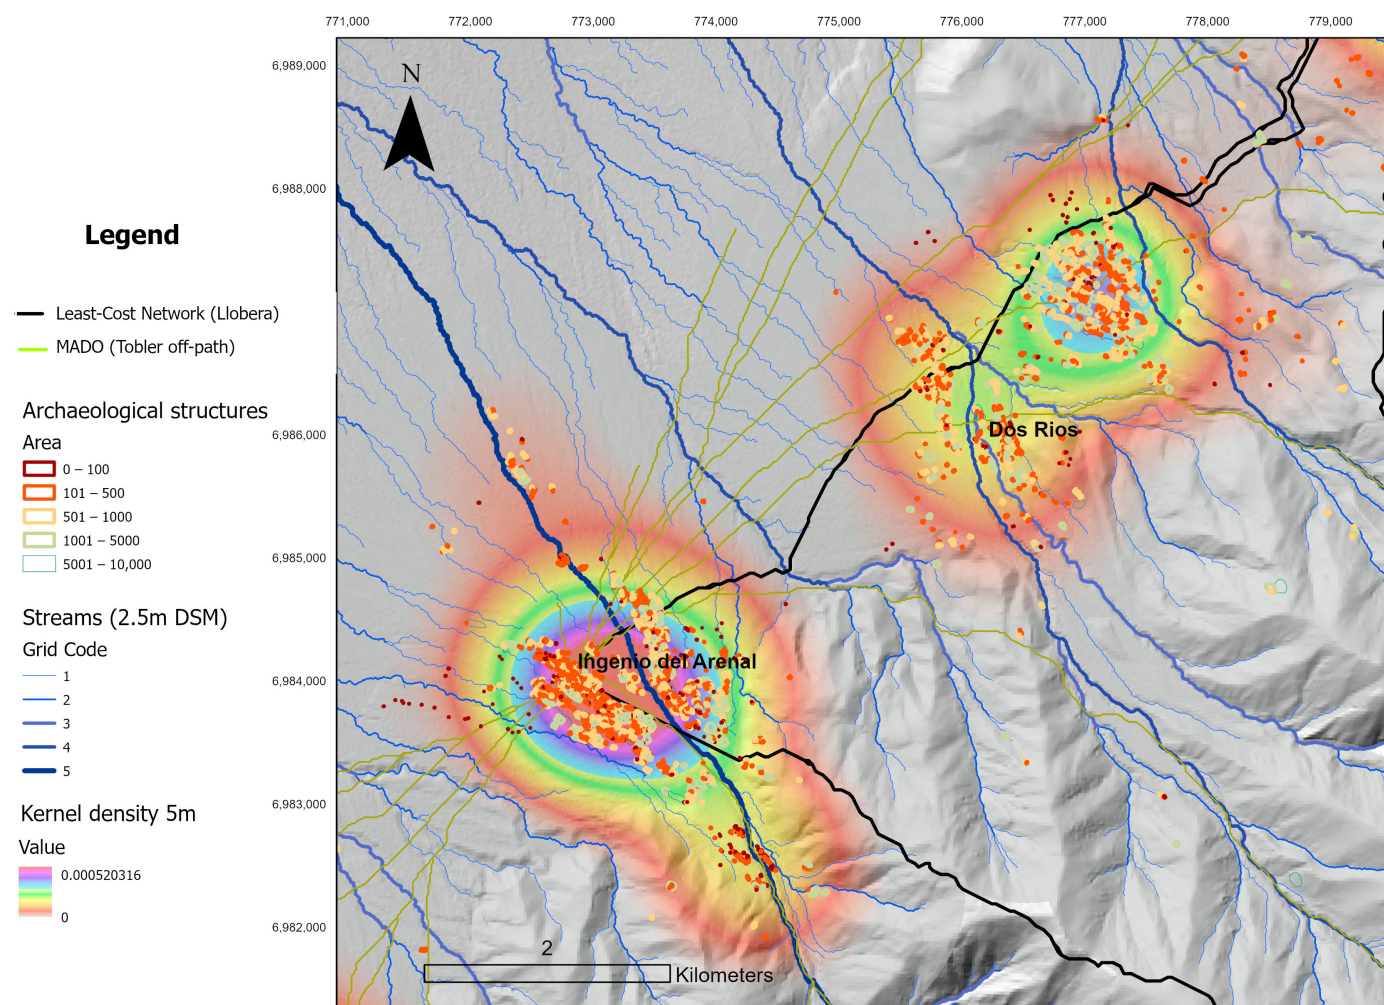 771,000 772,000 773,000 774,000 775,000 776,000 777,000 778,000 779,000
6,989,000
N
6,988,000
Legend
Least-Cost Network (Llobera)
MADO (Tobler off-path)
Archaeological structures
Area
0 – 100
101 – 500
501 – 1000
1001 – 5000
5001 – 10,000
6,986,000
Dos Rios
6,985,000
Streams (2.5m DSM)
Grid Code
1
2
3
4
5
Ingenio del Arenal
6,984,000
6,983,000
Kernel density 5m
Value
0.000520316
0
6,982,000
2
Kilometers